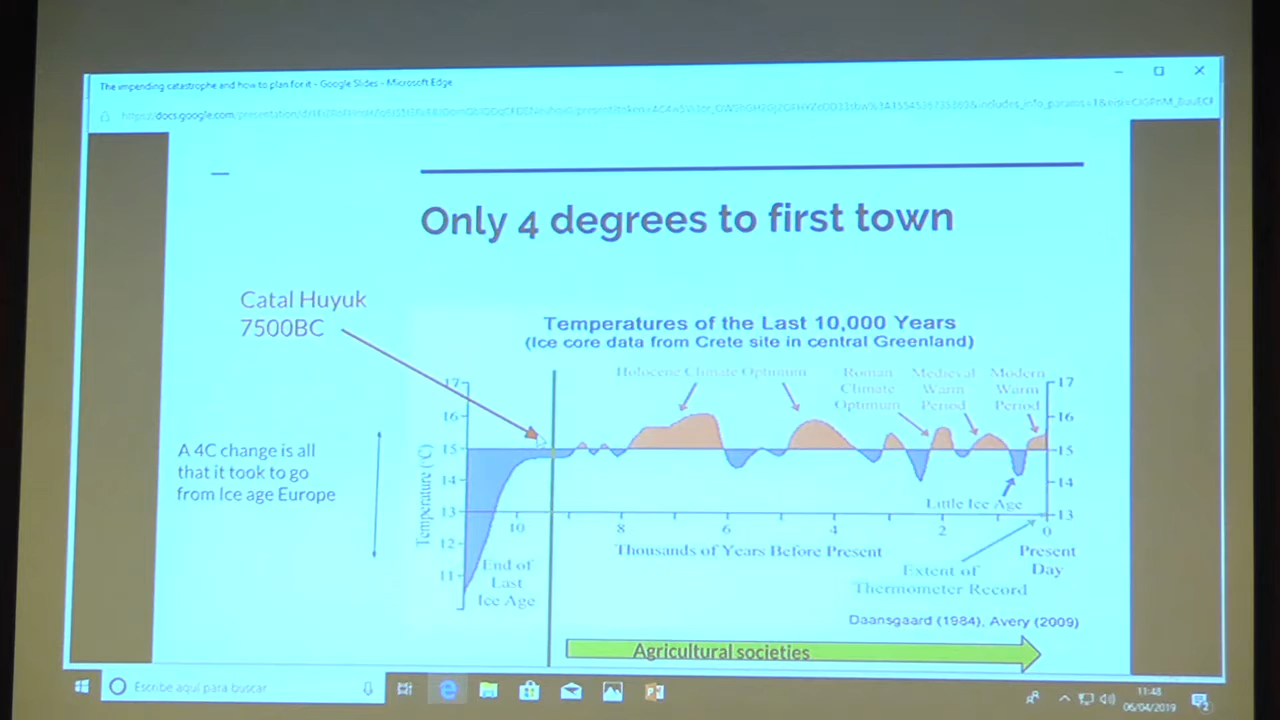 The impending catastrophe and how to plan for it - Google Slides - Microsoft Edge
Only 4 degrees to first town
Catal Huyuk
7500BC
A 4C change is all
that it took to go
from Ice age Europe
Temperatures of the Last 10,000 Years
(Ice core data from Crete site in central Greenland)
Holocene Climate Optimum
Roman
Climate
Optimum
Medieval
Warm
Period
Modern
Warm
Period
Temperature (C)
17
16
15
14
13
12
11
17
16
15
14
13
10
8
6
4
2
0
Little Ice Age
Thousands of Years Before Present
Present
Day
Extent of
Thermometer Record
End of
Last
Ice Age
Daansgaard (1984), Avery (2009)
Agricultural societies
Escribe aquí para buscar
11:48
06/04/2019